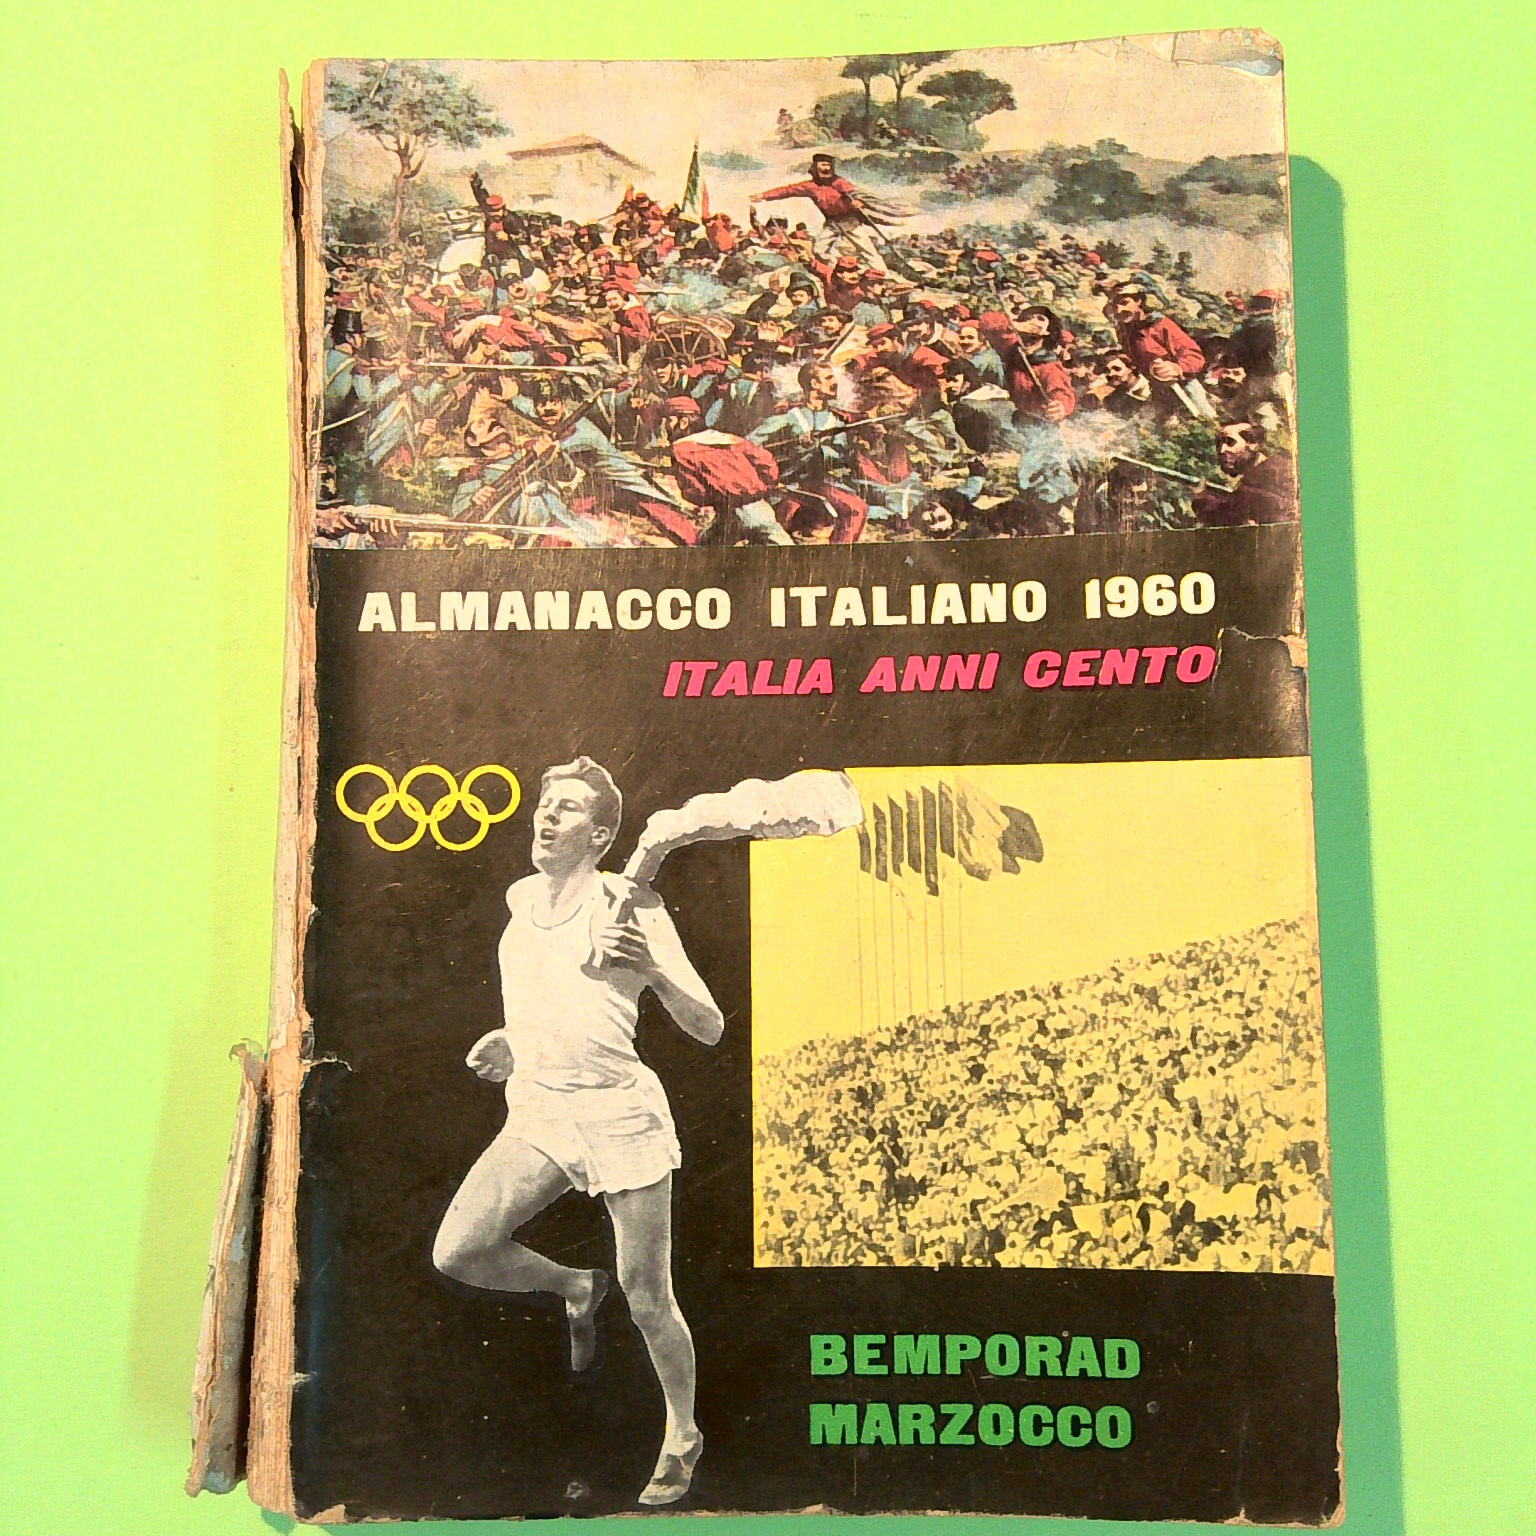 ALMANACCO ITALIANO 1960
ITALIA ANNI CENTO
BEMPORAD
MARZOCCO